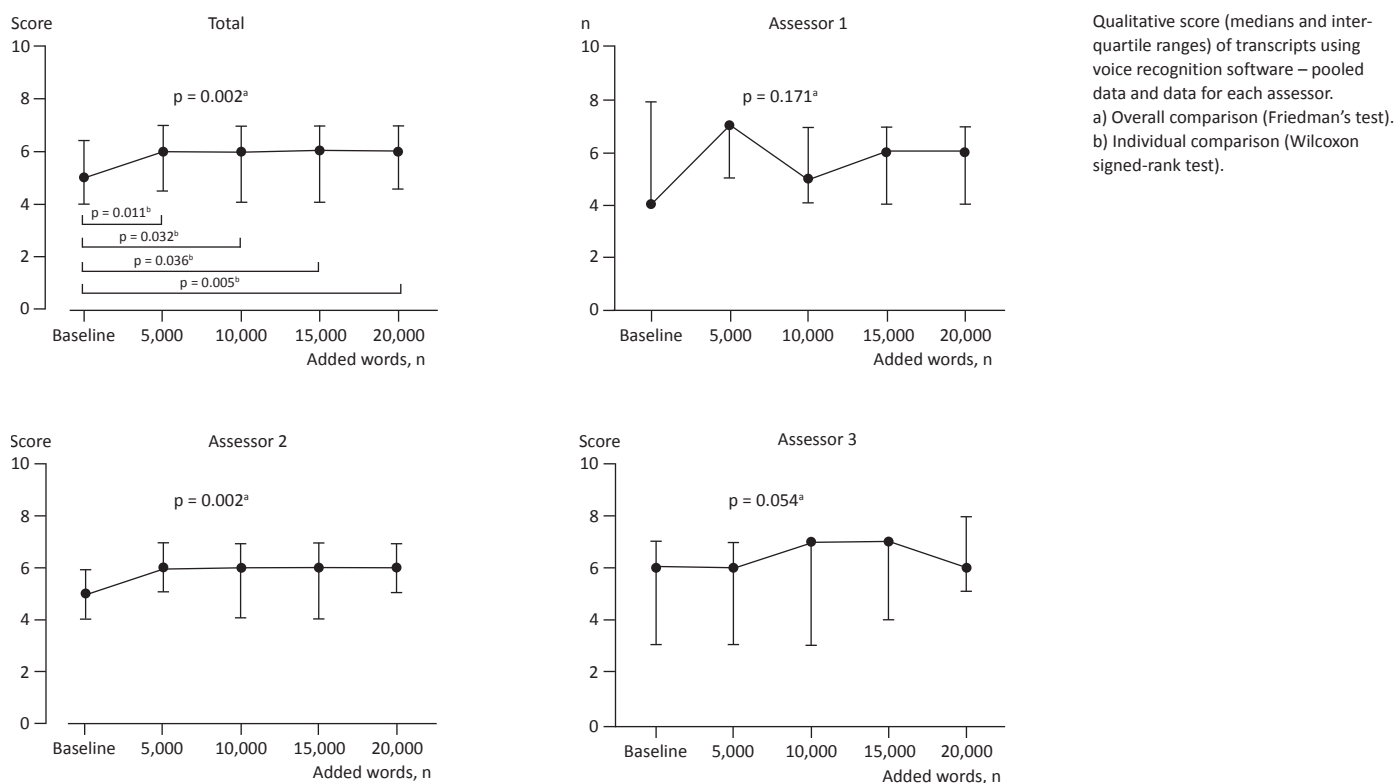 Score
Total
10
8
6
4
2
0
p = 0.002ᵃ
p = 0.011ᵇ
p = 0.032ᵇ
p = 0.036ᵇ
p = 0.005ᵇ
Baseline 5,000 10,000 15,000 20,000
Added words, n
n
Assessor 1
10
8
6
4
2
0
p = 0.171ᵃ
Baseline 5,000 10,000 15,000 20,000
Added words, n
Qualitative score (medians and inter-
quartile ranges) of transcripts using
voice recognition software – pooled
data and data for each assessor.
a) Overall comparison (Friedman’s test).
b) Individual comparison (Wilcoxon
signed-rank test).
Score
Assessor 2
10
8
6
4
2
0
p = 0.002ᵃ
Baseline 5,000 10,000 15,000 20,000
Added words, n
Score
Assessor 3
10
8
6
4
2
0
p = 0.054ᵃ
Baseline 5,000 10,000 15,000 20,000
Added words, n